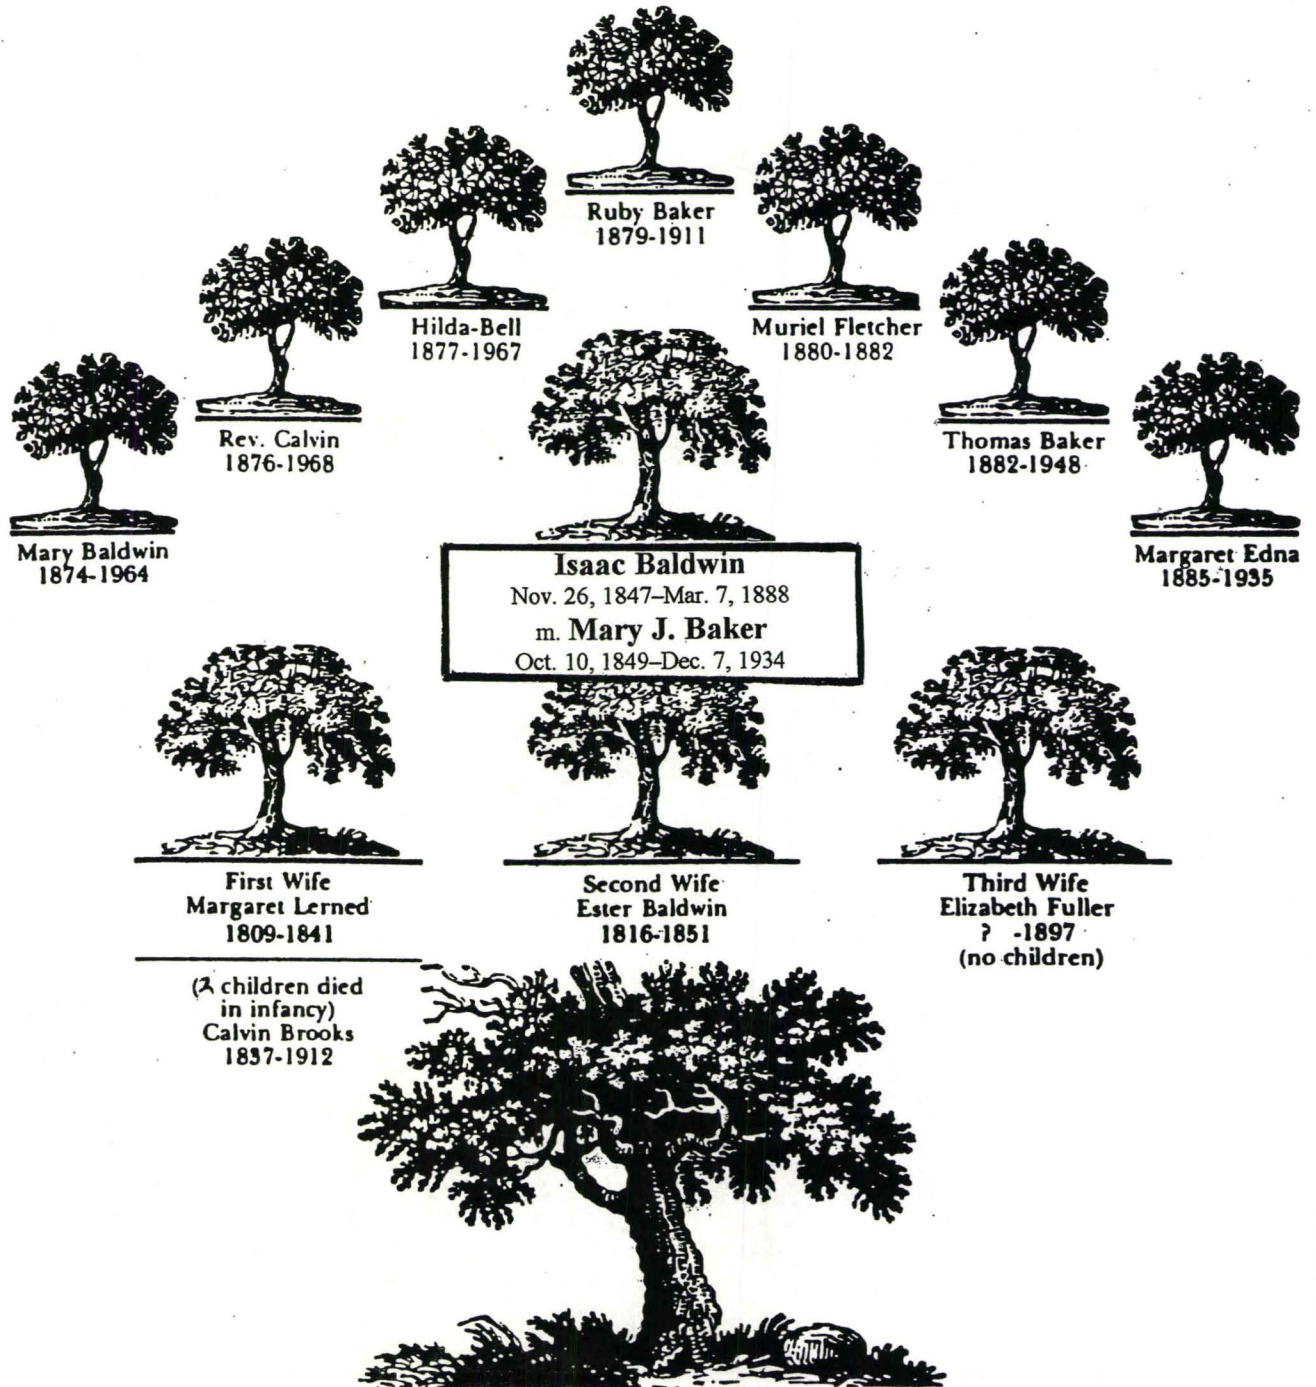 Ruby Baker
1879-1911
Hilda-Bell
1877-1967
Muriel Fletcher
1880-1882
Rev. Calvin
1876-1968
Thomas Baker
1882-1948
Mary Baldwin
1874-1964
Margaret Edna
1885-1935
Isaac Baldwin
Nov. 26, 1847–Mar. 7, 1888
m. Mary J. Baker
Oct. 10, 1849–Dec. 7, 1934
First Wife
Margaret Lerned
1809-1841
Second Wife
Ester Baldwin
1816-1851
Third Wife
Elizabeth Fuller
? -1897
(no children)
(2 children died
in infancy)
Calvin Brooks
1837-1912